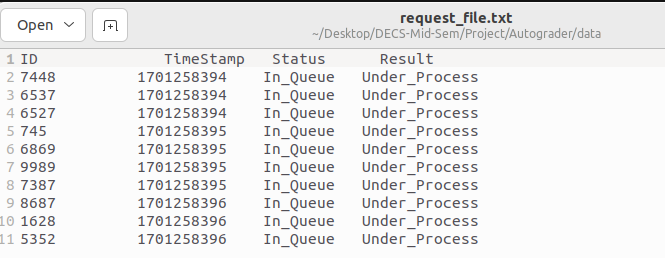 Open request_file.txt
~/Desktop/DECS-Mid-Sem/Project/Autograder/data
1 ID TimeStamp Status Result
2 7448 1701258394 In_Queue Under_Process
3 6537 1701258394 In_Queue Under_Process
4 6527 1701258394 In_Queue Under_Process
5 745 1701258395 In_Queue Under_Process
6 6869 1701258395 In_Queue Under_Process
7 9989 1701258395 In_Queue Under_Process
8 7387 1701258395 In_Queue Under_Process
9 8687 1701258396 In_Queue Under_Process
10 1628 1701258396 In_Queue Under_Process
11 5352 1701258396 In_Queue Under_Process